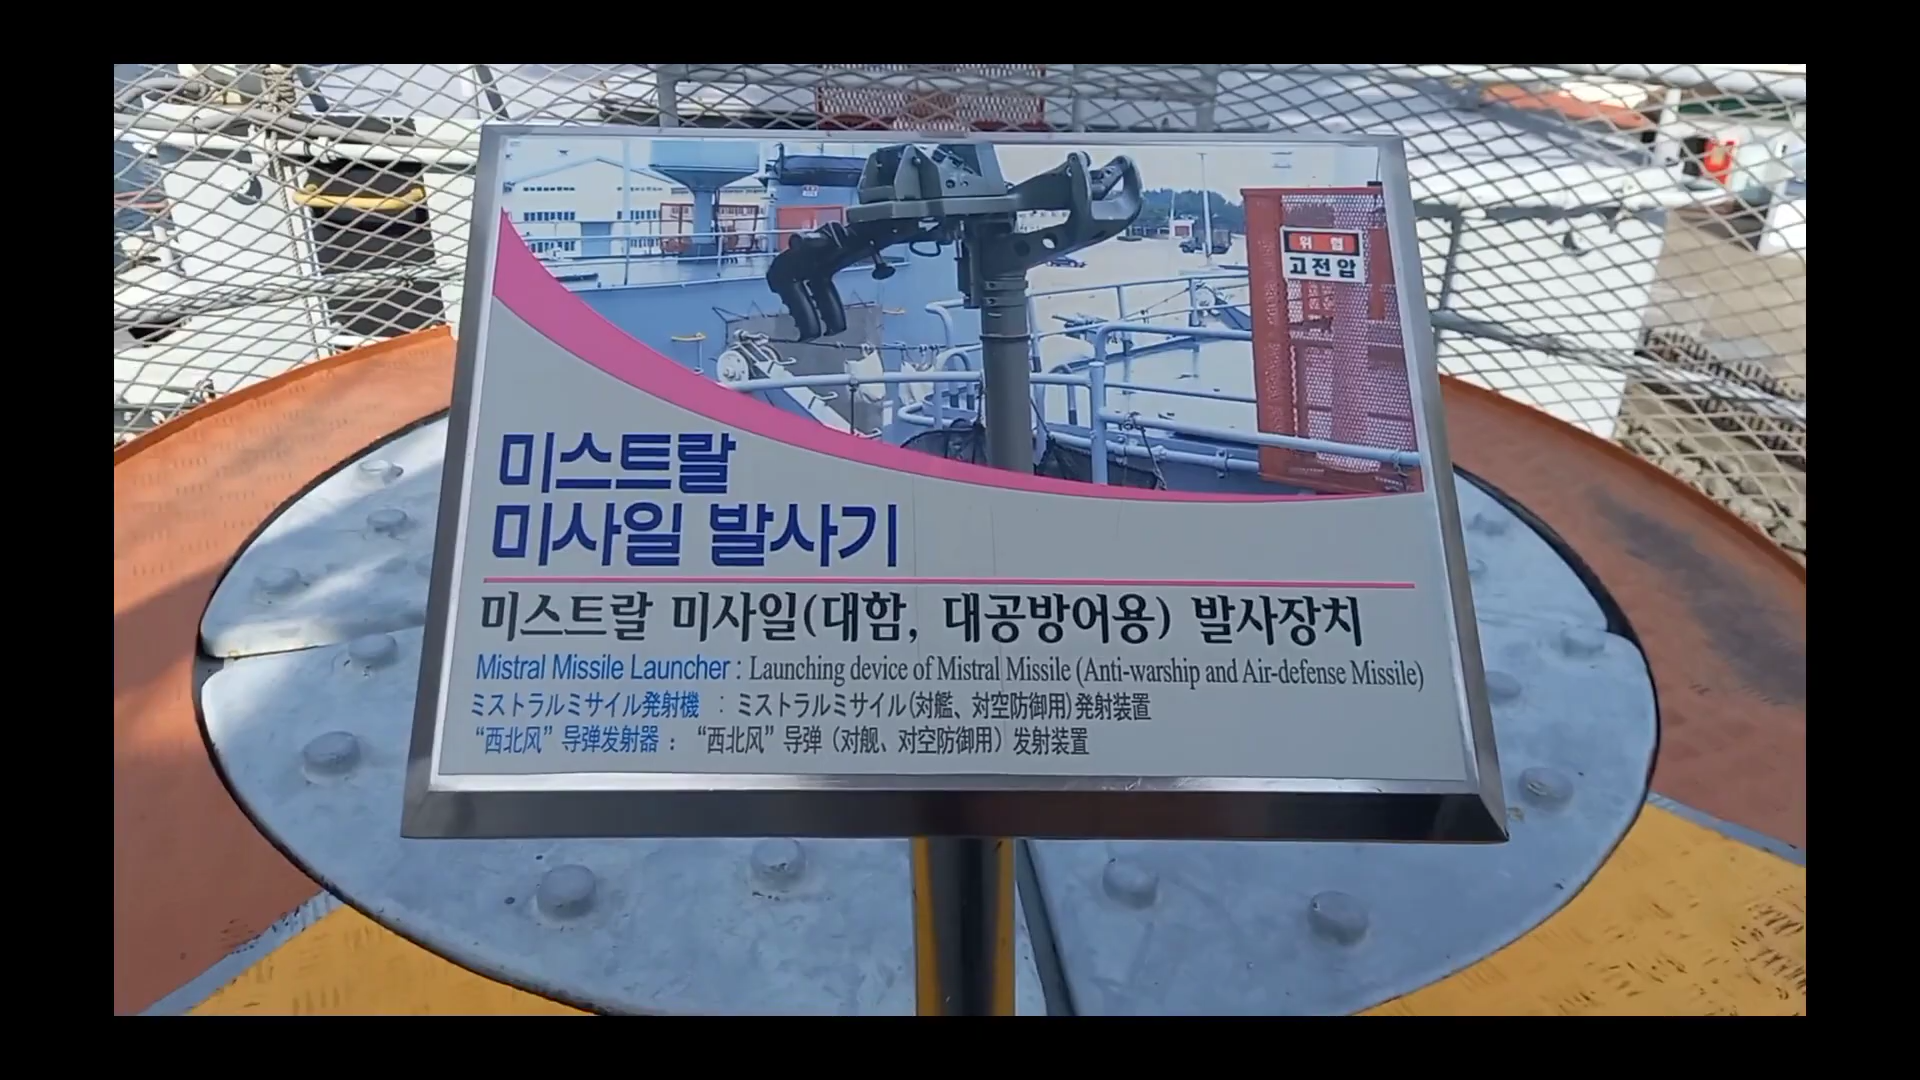 위 험
고전압
미스트랄
미사일 발사기
미스트랄 미사일(대함, 대공방어용) 발사장치
Mistral Missile Launcher : Launching device of Mistral Missile (Anti-warship and Air-defense Missile)
ミストラルミサイル発射機 : ミストラルミサイル(対艦、対空防御用)発射装置
“西北风”导弹发射器 : “西北风”导弹（对舰、对空防御用）发射装置